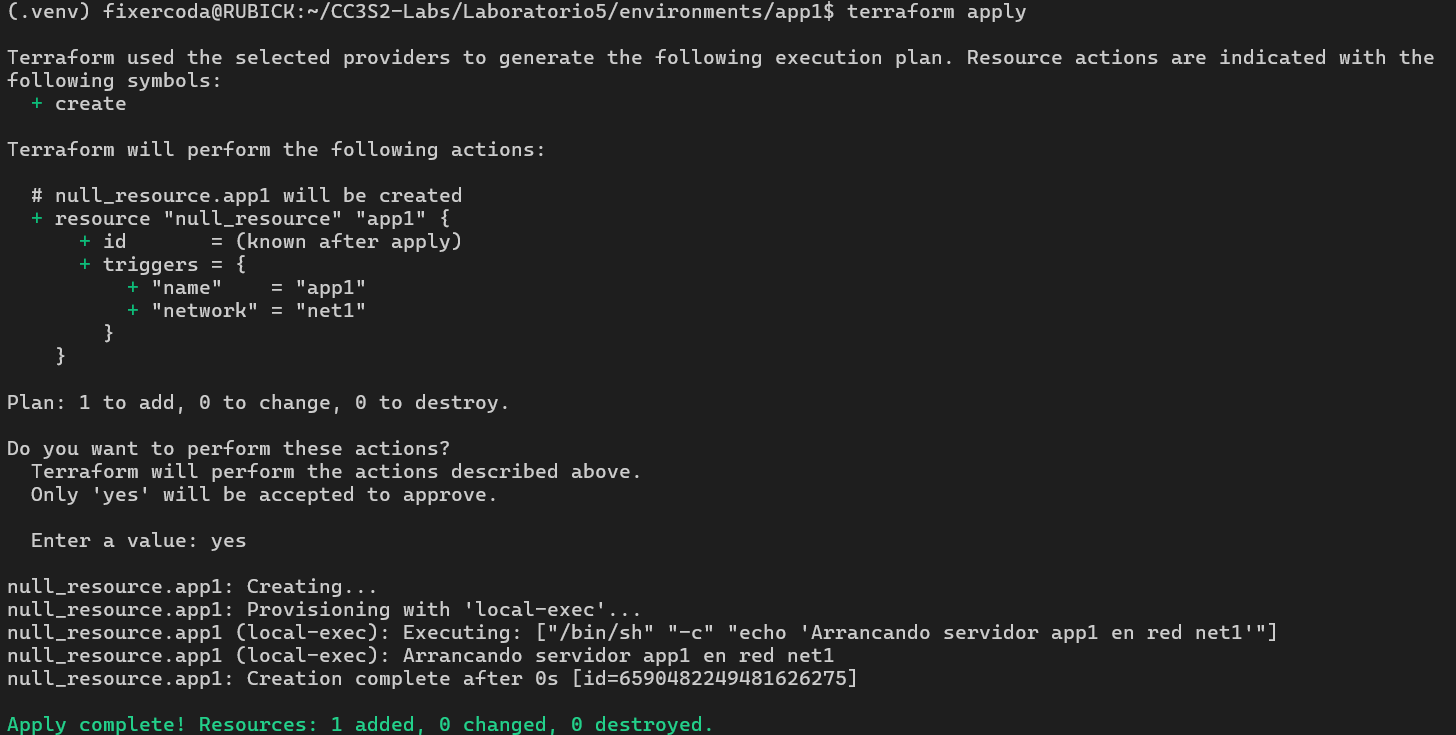 (.venv) fixercoda@RUBICK:~/CC3S2-Labs/Laboratorio5/environments/app1$ terraform apply

Terraform used the selected providers to generate the following execution plan. Resource actions are indicated with the
following symbols:
  + create

Terraform will perform the following actions:

  # null_resource.app1 will be created
  + resource "null_resource" "app1" {
      + id       = (known after apply)
      + triggers = {
          + "name"    = "app1"
          + "network" = "net1"
        }
    }

Plan: 1 to add, 0 to change, 0 to destroy.

Do you want to perform these actions?
  Terraform will perform the actions described above.
  Only 'yes' will be accepted to approve.

  Enter a value: yes

null_resource.app1: Creating...
null_resource.app1: Provisioning with 'local-exec'...
null_resource.app1 (local-exec): Executing: ["/bin/sh" "-c" "echo 'Arrancando servidor app1 en red net1'"]
null_resource.app1 (local-exec): Arrancando servidor app1 en red net1
null_resource.app1: Creation complete after 0s [id=6590482249481626275]

Apply complete! Resources: 1 added, 0 changed, 0 destroyed.